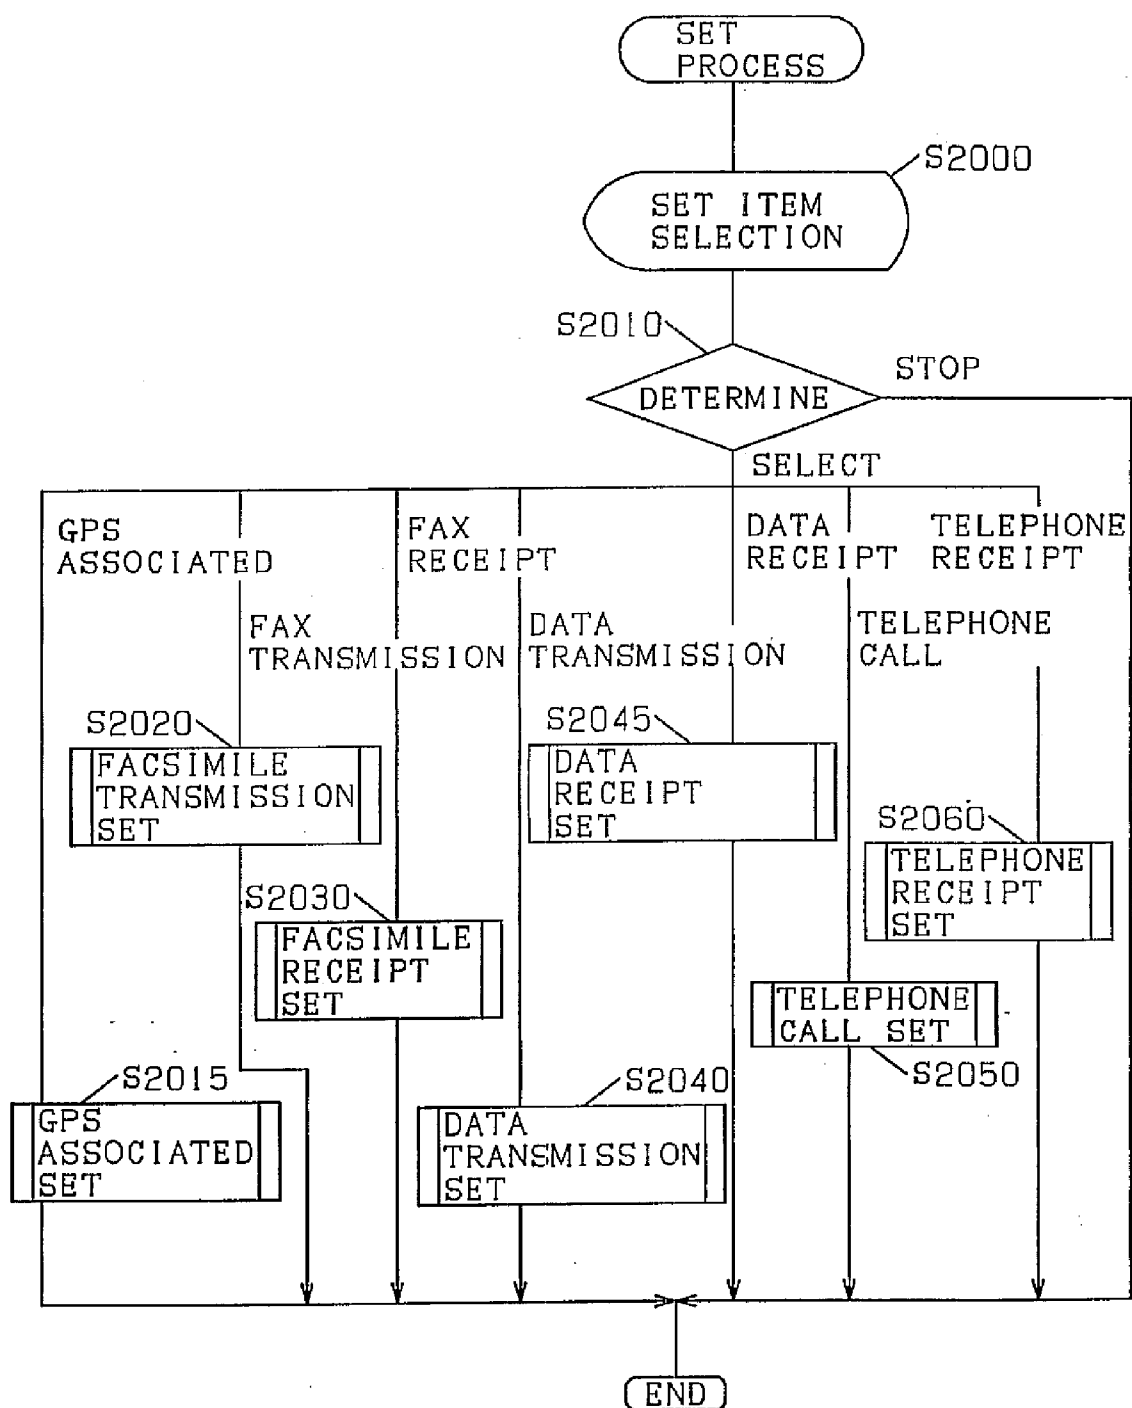 SET
PROCESS
S2000
SET ITEM
SELECTION
S2010
STOP
DETERMINE
SELECT
GPS
ASSOCIATED
FAX
RECEIPT
DATA
RECEIPT
TELEPHONE
RECEIPT
FAX
TRANSMISSION
DATA
TRANSMISSION
TELEPHONE
CALL
S2020
FACSIMILE
TRANSMISSION
SET
S2045
DATA
RECEIPT
SET
S2060
TELEPHONE
RECEIPT
SET
S2030
FACSIMILE
RECEIPT
SET
TELEPHONE
CALL SET
S2050
S2015
GPS
ASSOCIATED
SET
S2040
DATA
TRANSMISSION
SET
END